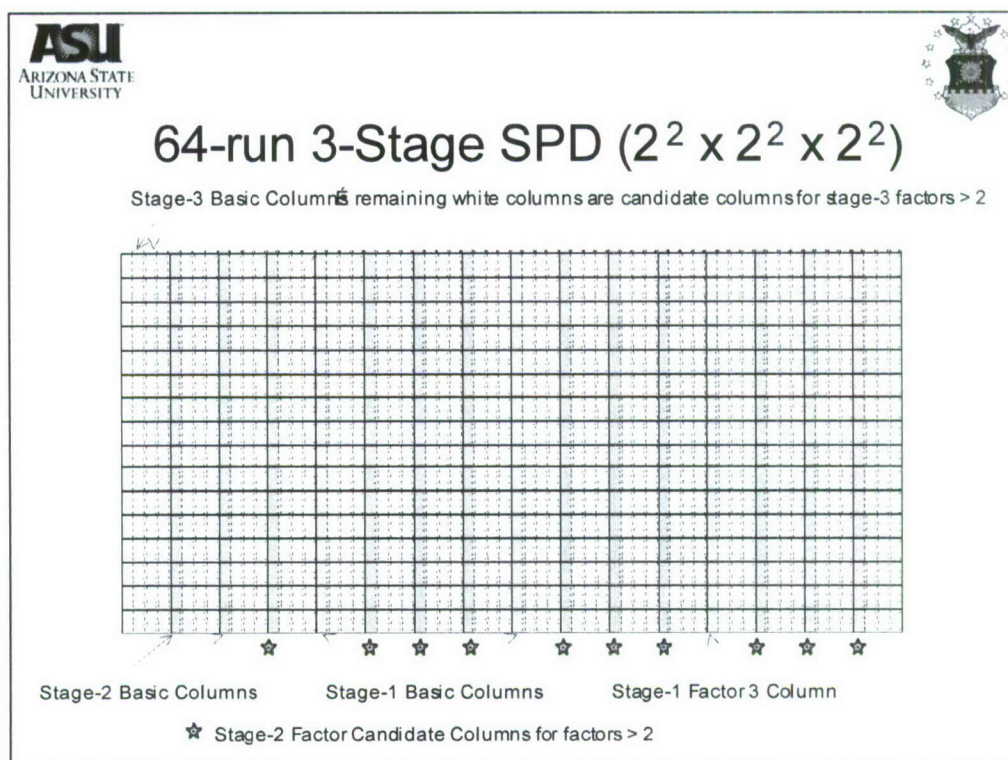 ASU
ARIZONA STATE
UNIVERSITY
64-run 3-Stage SPD (2² x 2² x 2²)
Stage-3 Basic ColumnsÉ remaining white columns are candidate columns for stage-3 factors > 2
Stage-2 Basic Columns Stage-1 Basic Columns Stage-1 Factor 3 Column
Stage-2 Factor Candidate Columns for factors > 2